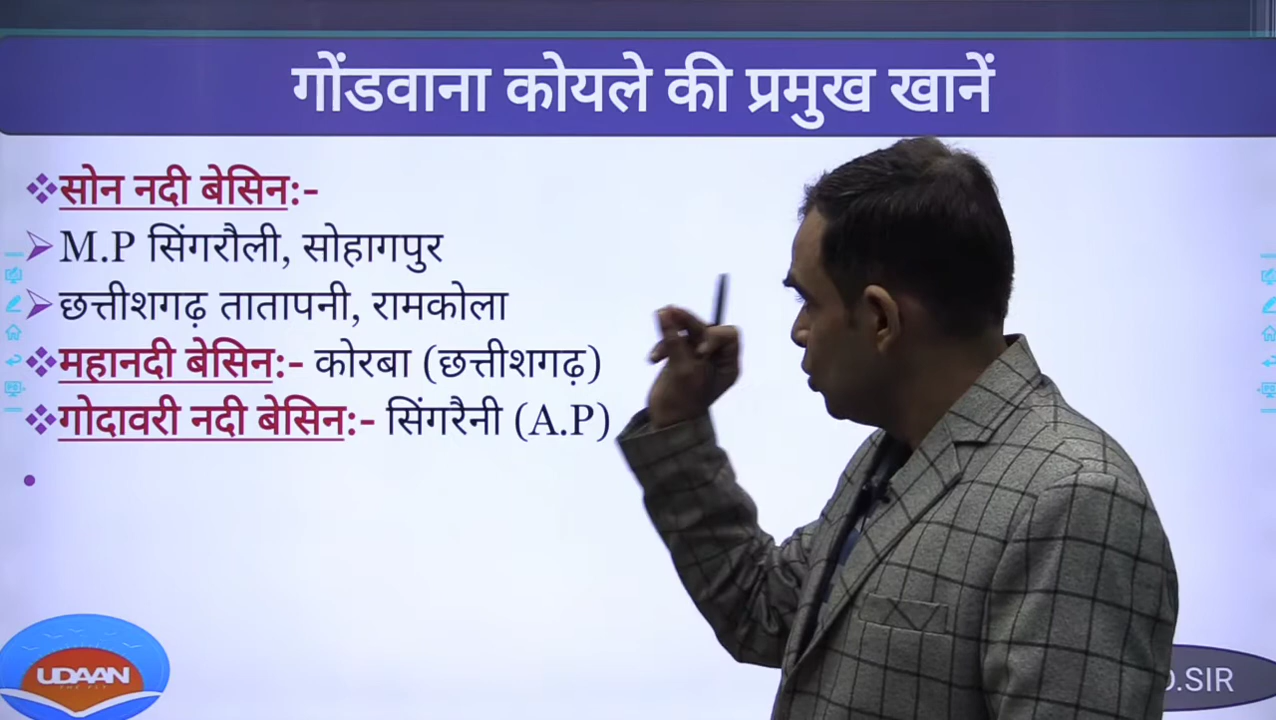 गोंडवाना कोयले की प्रमुख खानें
❖सोन नदी बेसिन:-
➤M.P सिंगरौली, सोहागपुर
➤छत्तीशगढ़ तातापनी, रामकोला
❖महानदी बेसिन:- कोरबा (छत्तीशगढ़)
❖गोदावरी नदी बेसिन:- सिंगरैनी (A.P)
UDAAN
.SIR